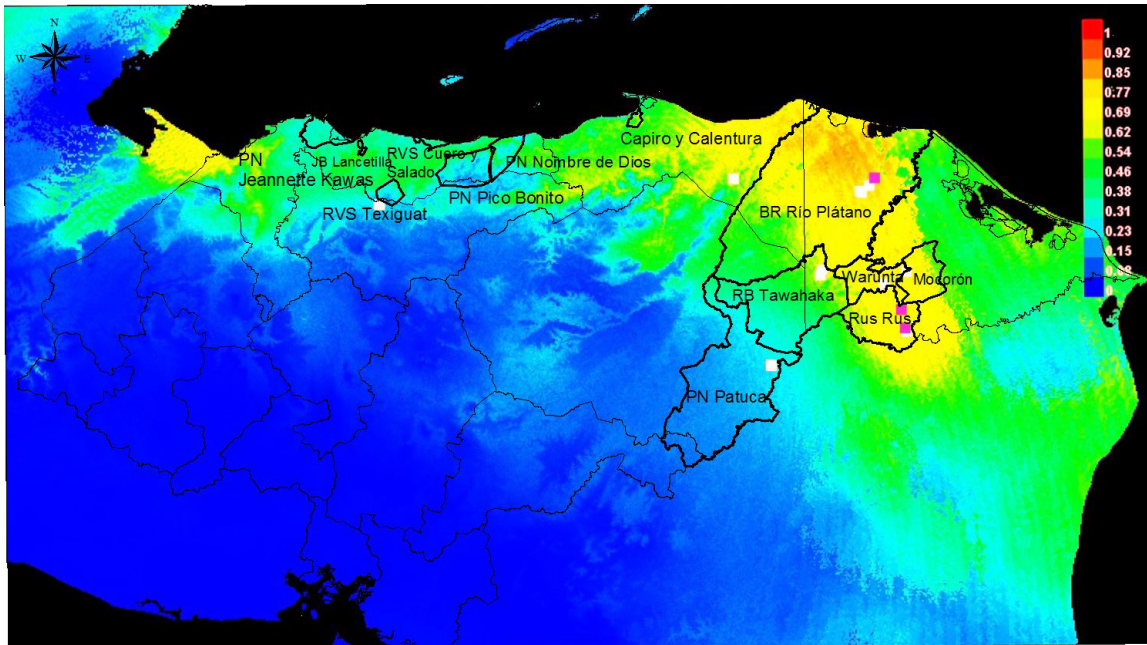 N
W E
1
0.92
0.85
0.77
0.69
0.62
0.54
0.46
0.38
0.31
0.23
0.15
0.08
0
PN
Jeannette Kawas
JB Lancetilla
RVS Cuero y
Salado
PN Nombre de Dios
Capiro y Calentura
PN Pico Bonito
RVS Texiguat
BR Río Plátano
Warunta
Mocorón
RB Tawahaka
Rus Rus
PN Patuca